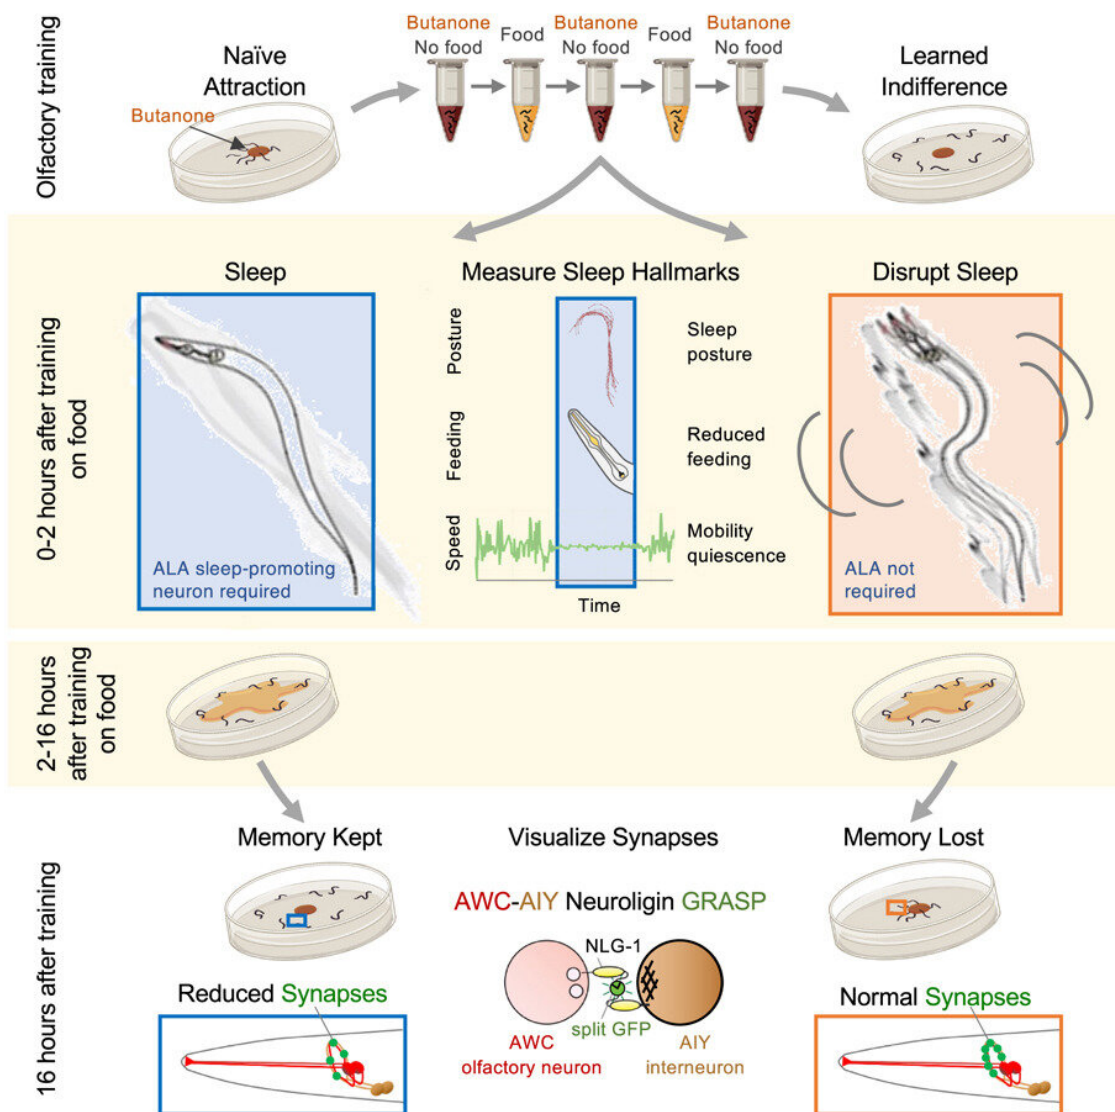 Olfactory training
Naïve
Attraction
Butanone
Butanone
No food
Food
Butanone
No food
Food
Butanone
No food
Learned
Indifference
0-2 hours after training
on food
Sleep
ALA sleep-promoting
neuron required
Measure Sleep Hallmarks
Posture
Sleep
posture
Feeding
Reduced
feeding
Speed
Mobility
quiescence
Time
Disrupt Sleep
ALA not
required
2-16 hours
after training
on food
16 hours after training
Memory Kept
Reduced Synapses
Visualize Synapses
AWC-AIY Neuroligin GRASP
NLG-1
split GFP
AWC
olfactory neuron
AIY
interneuron
Memory Lost
Normal Synapses